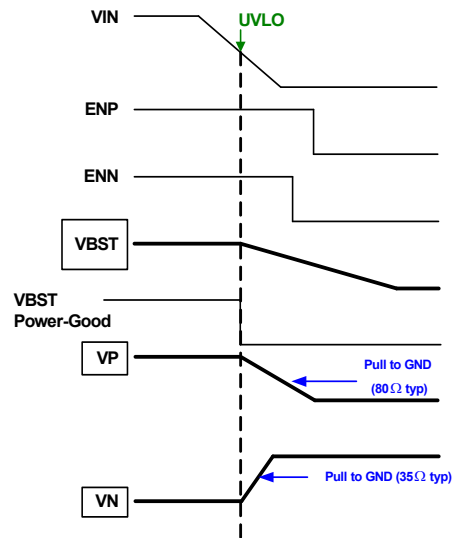 VIN
UVLO
ENP
ENN
VBST
VBST
Power-Good
VP
Pull to GND
(80Ω typ)
VN
Pull to GND (35Ω typ)